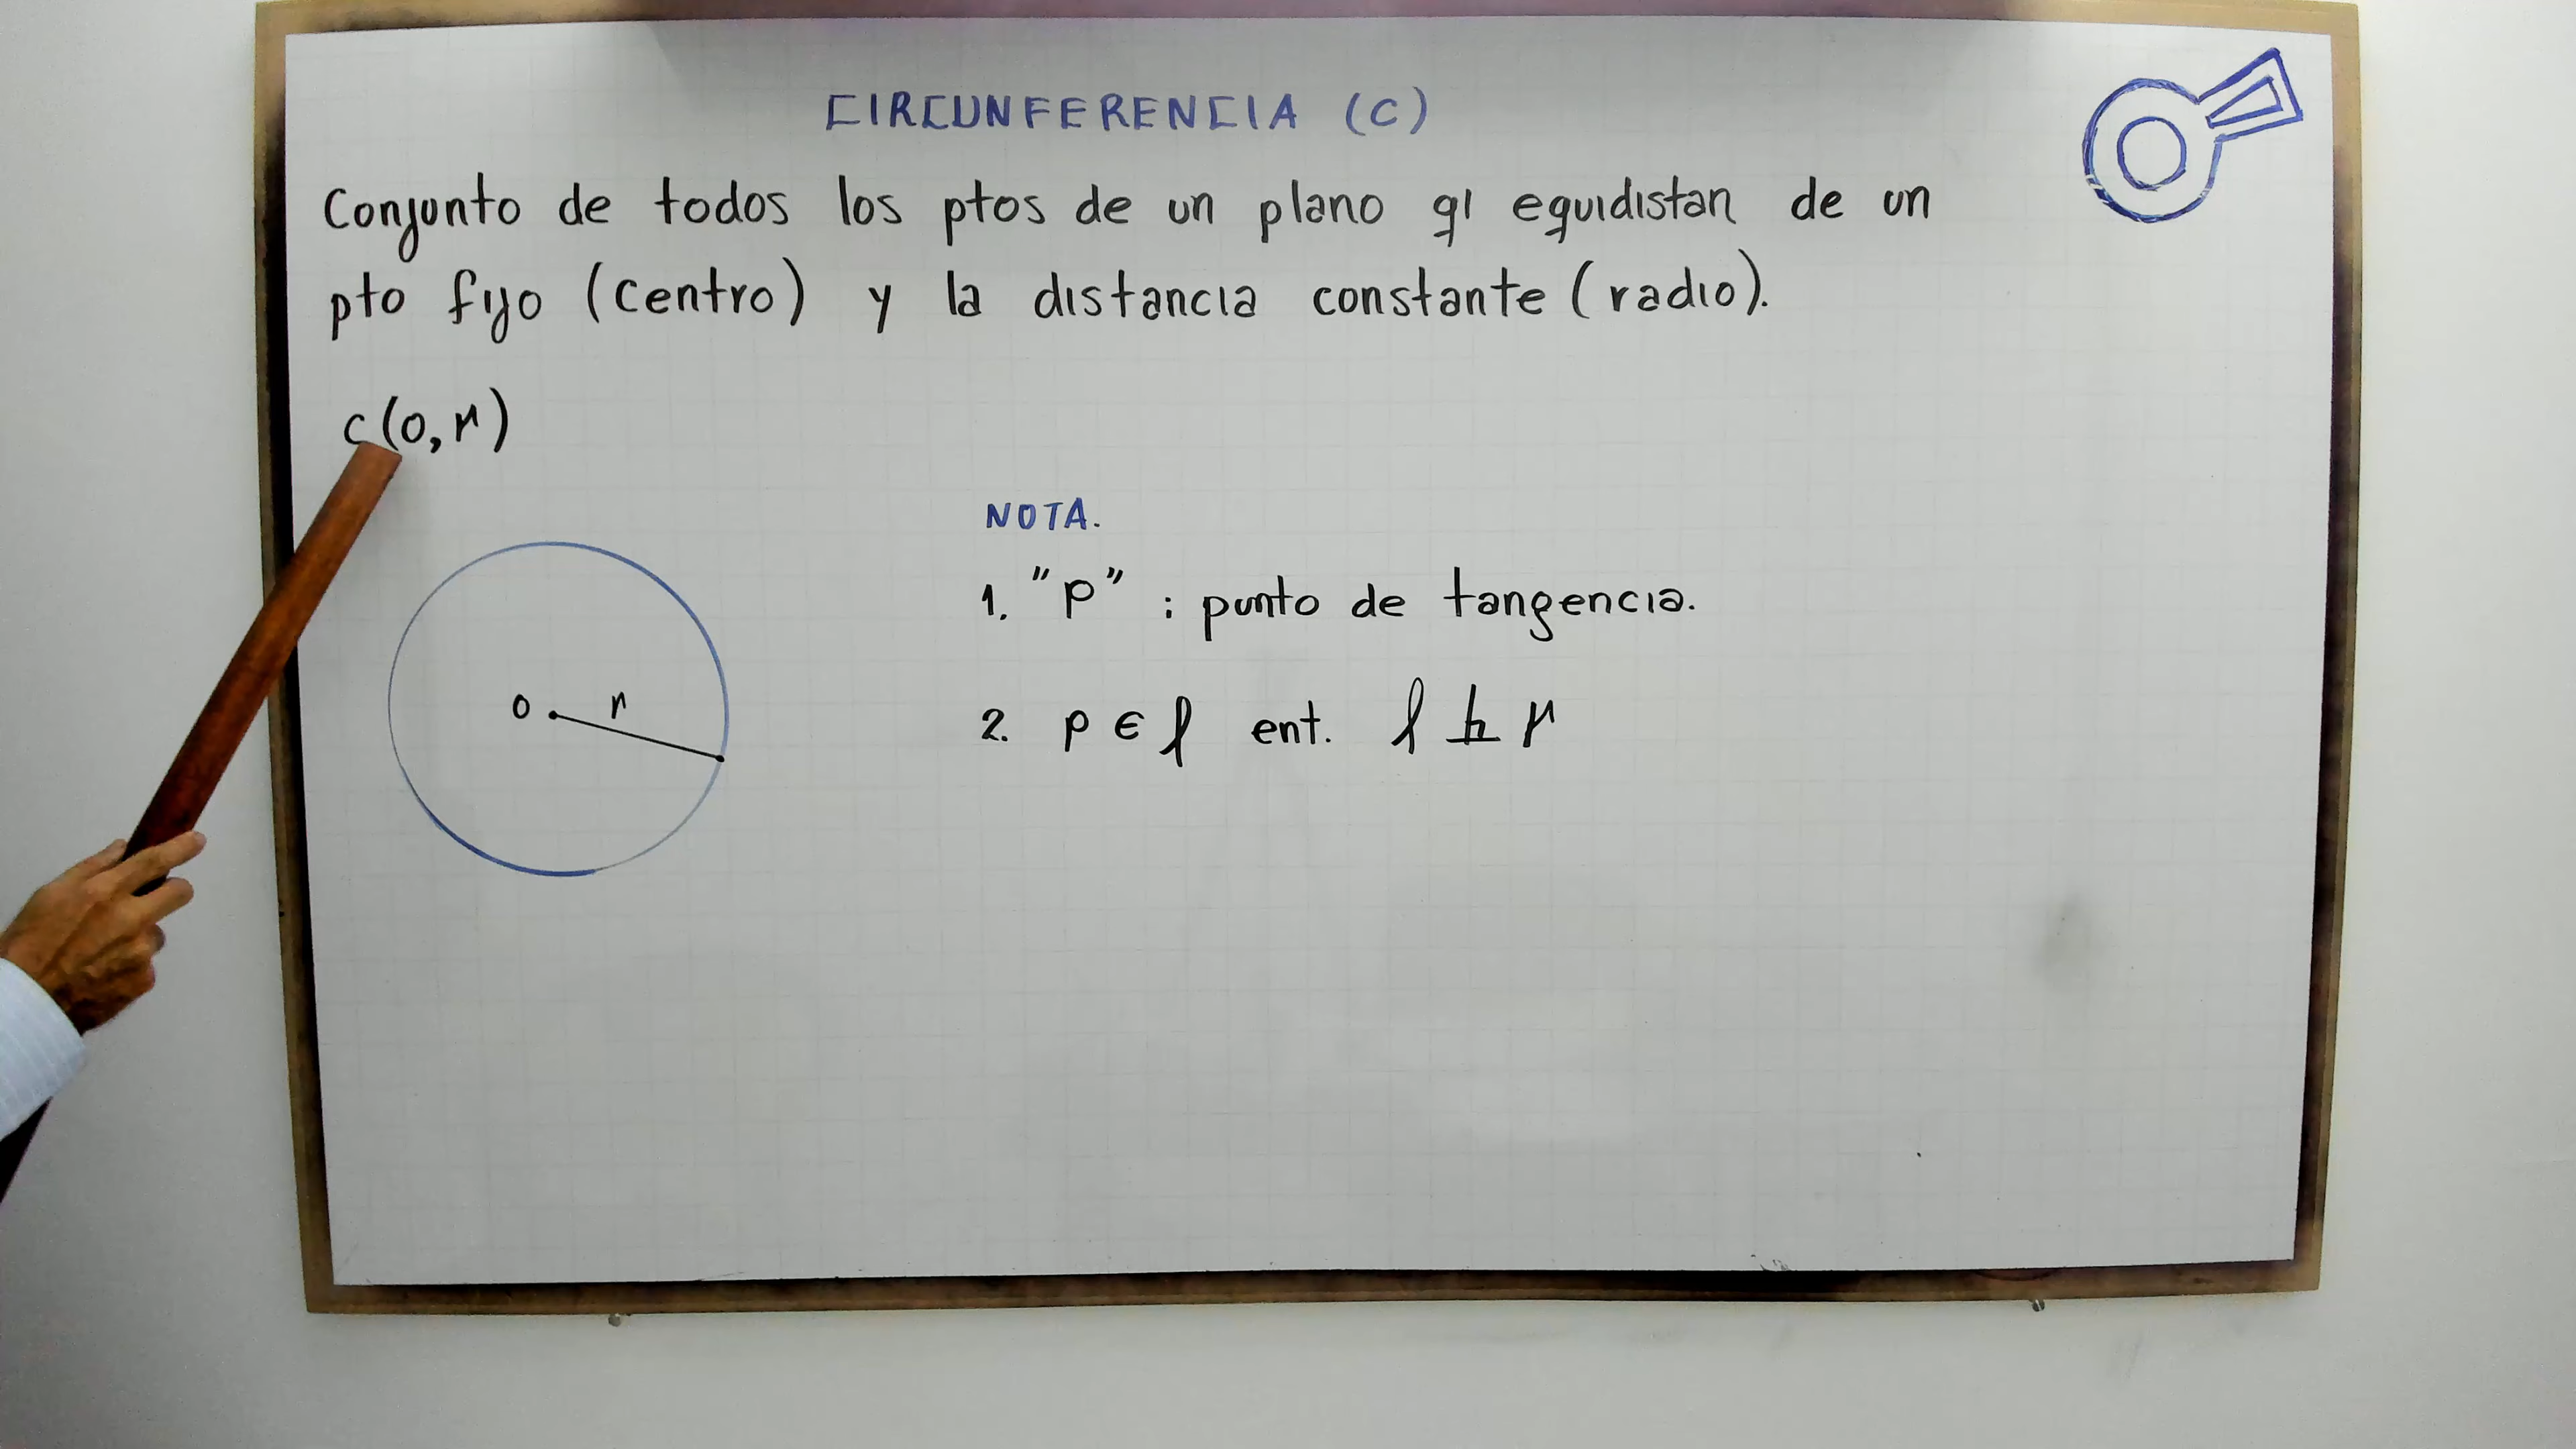 CIRCUNFERENCIA (C)
Conjunto de todos los ptos de un plano q' equidistan de un
pto fijo (centro) y la distancia constante (radio).
C(O,r)
NOTA.
O r
1. "P" : punto de tangencia.
2. P ∈ l ent. l ⊥ r